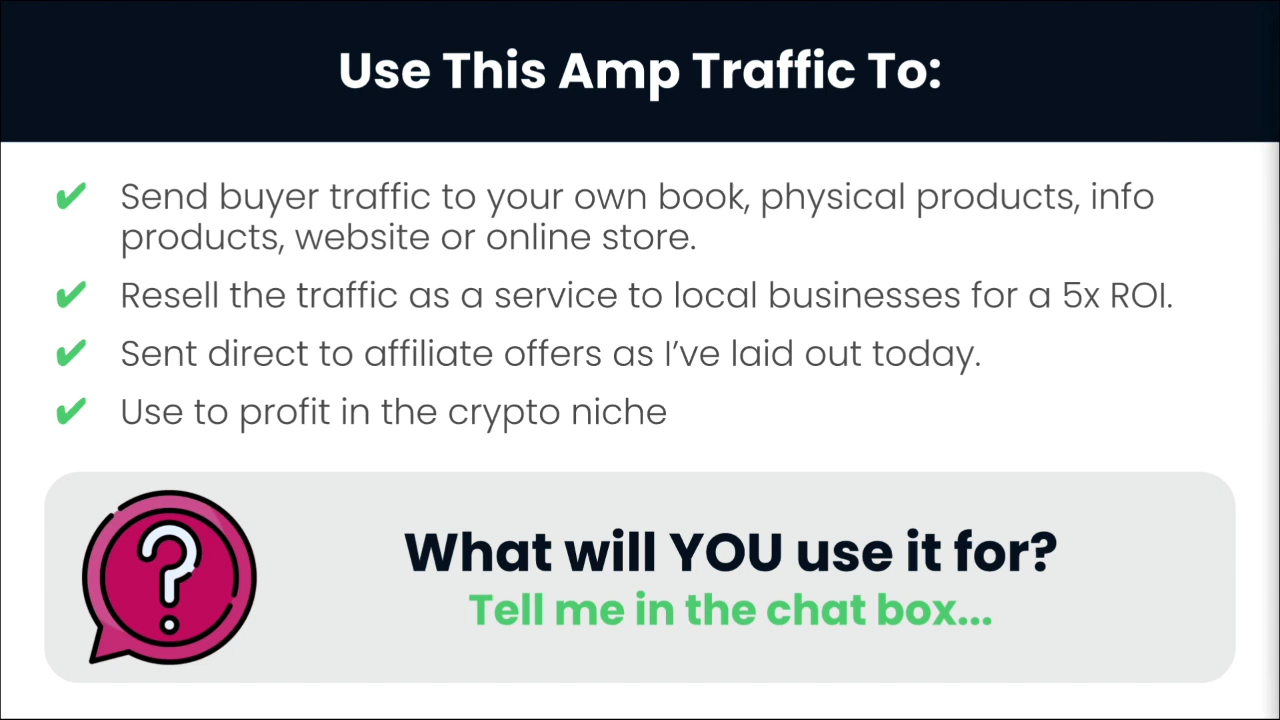 Use This Amp Traffic To:
✔ Send buyer traffic to your own book, physical products, info
products, website or online store.
✔ Resell the traffic as a service to local businesses for a 5x ROI.
✔ Sent direct to affiliate offers as I’ve laid out today.
✔ Use to profit in the crypto niche
?
What will YOU use it for?
Tell me in the chat box...